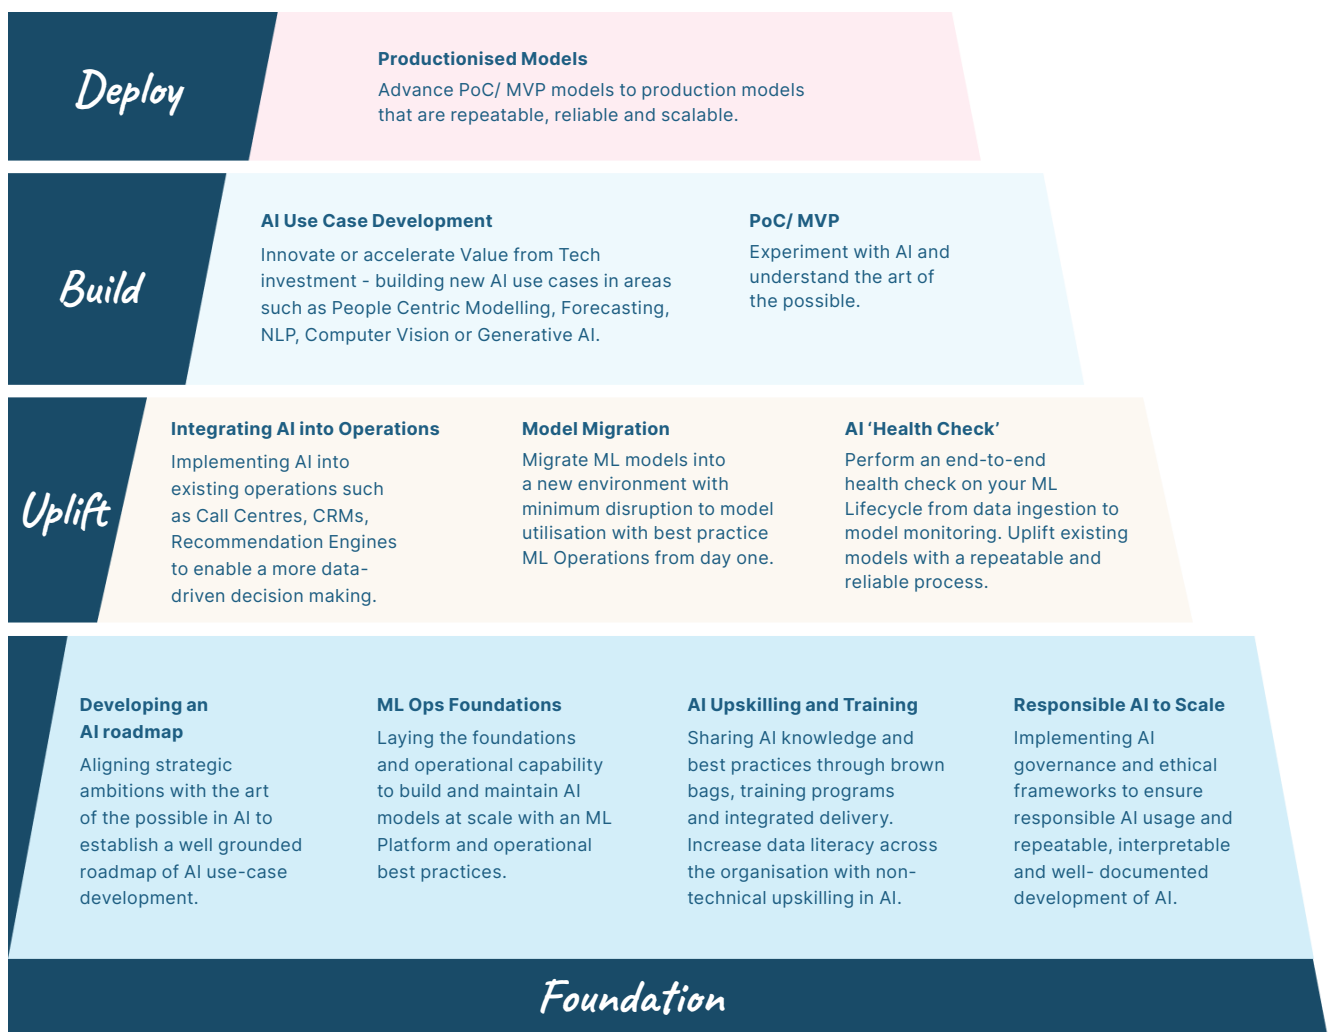 Deploy
Productionised Models
Advance PoC/ MVP models to production models
that are repeatable, reliable and scalable.
Build
AI Use Case Development
Innovate or accelerate Value from Tech
investment - building new AI use cases in areas
such as People Centric Modelling, Forecasting,
NLP, Computer Vision or Generative AI.
PoC/ MVP
Experiment with AI and
understand the art of
the possible.
Uplift
Integrating AI into Operations
Implementing AI into
existing operations such
as Call Centres, CRMs,
Recommendation Engines
to enable a more data-
driven decision making.
Model Migration
Migrate ML models into
a new environment with
minimum disruption to model
utilisation with best practice
ML Operations from day one.
AI ‘Health Check’
Perform an end-to-end
health check on your ML
Lifecycle from data ingestion to
model monitoring. Uplift existing
models with a repeatable and
reliable process.
Developing an
AI roadmap
Aligning strategic
ambitions with the art
of the possible in AI to
establish a well grounded
roadmap of AI use-case
development.
ML Ops Foundations
Laying the foundations
and operational capability
to build and maintain AI
models at scale with an ML
Platform and operational
best practices.
AI Upskilling and Training
Sharing AI knowledge and
best practices through brown
bags, training programs
and integrated delivery.
Increase data literacy across
the organisation with non-
technical upskilling in AI.
Responsible AI to Scale
Implementing AI
governance and ethical
frameworks to ensure
responsible AI usage and
repeatable, interpretable
and well- documented
development of AI.
Foundation